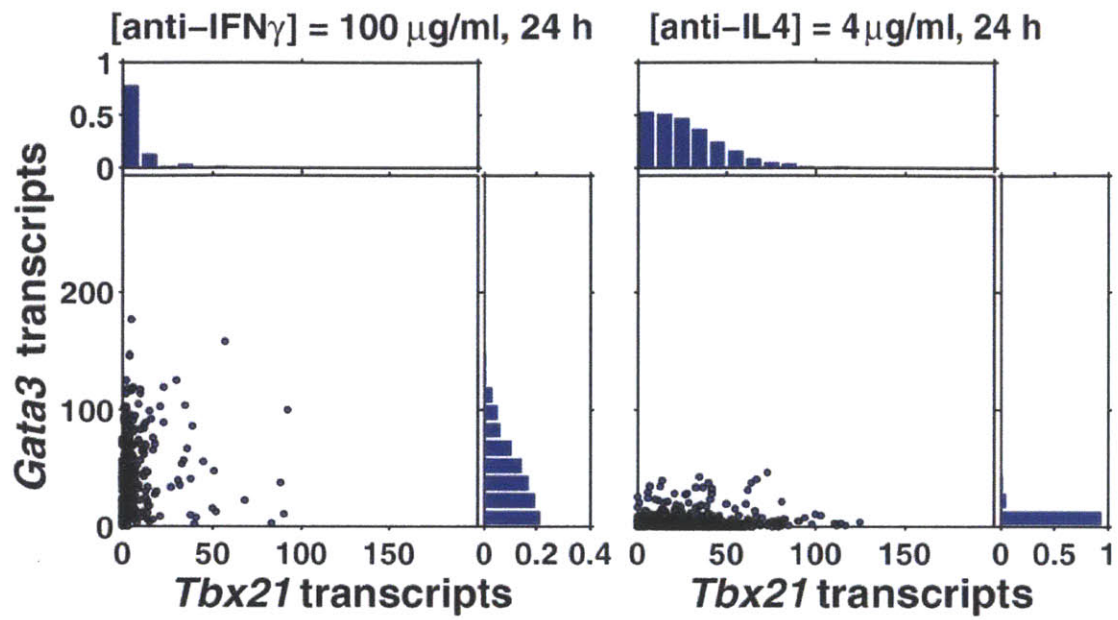 [anti–IFNγ] = 100 μg/ml, 24 h
[anti–IL4] = 4 μg/ml, 24 h
1
0.5
0
Gata3 transcripts
200
100
0
0 50 100 150 0 0.2 0.4
0 50 100 150 0 0.5 1
Tbx21 transcripts
Tbx21 transcripts